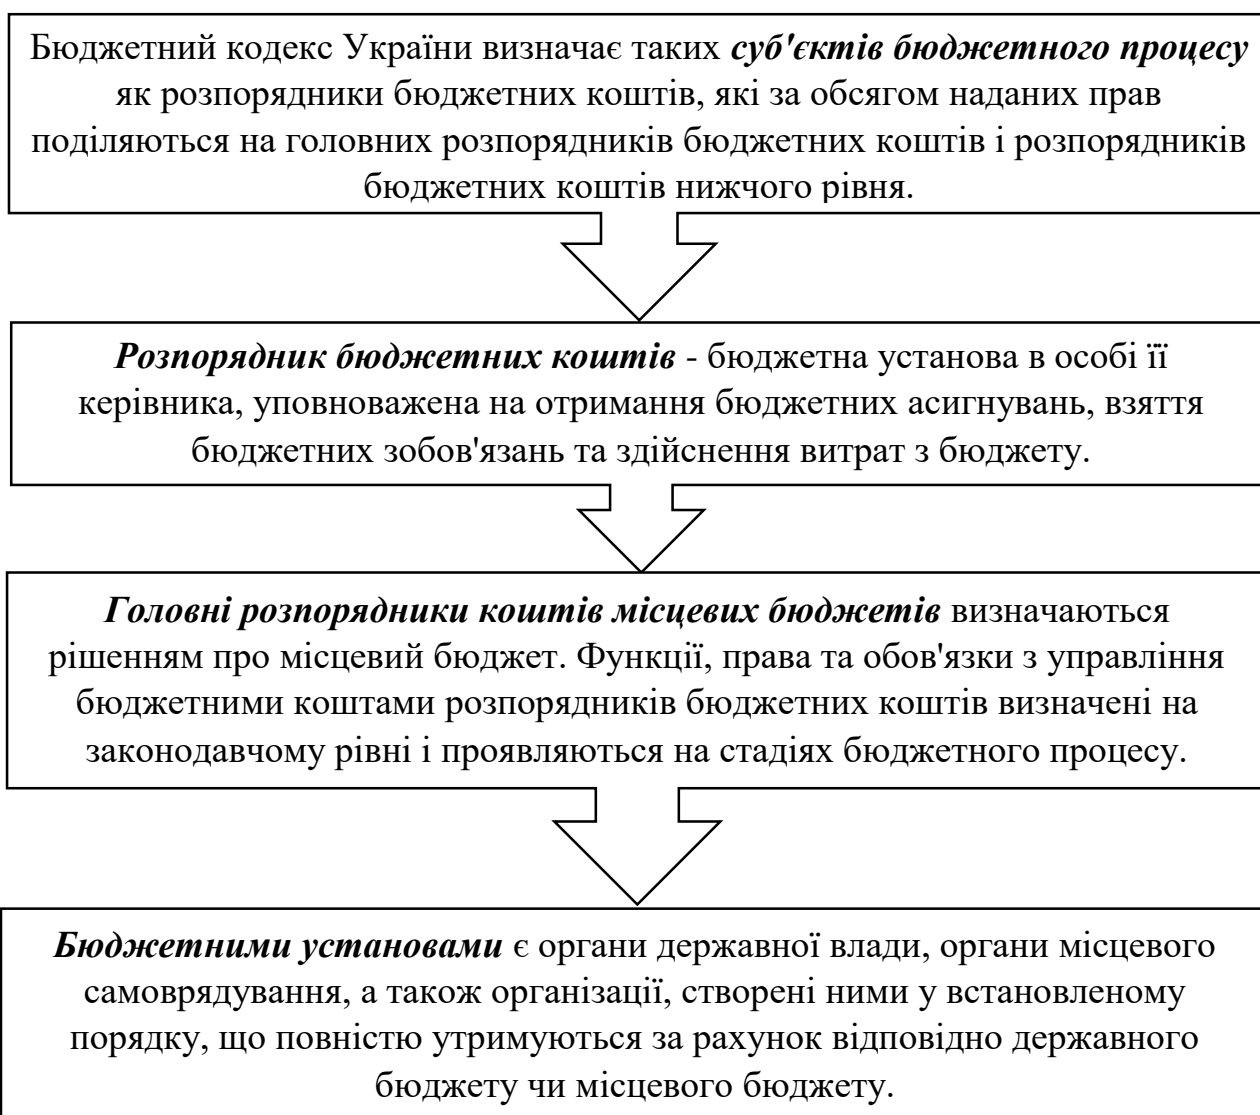 Бюджетний кодекс України визначає таких суб'єктів бюджетного процесу
як розпорядники бюджетних коштів, які за обсягом наданих прав
поділяються на головних розпорядників бюджетних коштів і розпорядників
бюджетних коштів нижчого рівня.
Розпорядник бюджетних коштів - бюджетна установа в особі її
керівника, уповноважена на отримання бюджетних асигнувань, взяття
бюджетних зобов'язань та здійснення витрат з бюджету.
Головні розпорядники коштів місцевих бюджетів визначаються
рішенням про місцевий бюджет. Функції, права та обов'язки з управління
бюджетними коштами розпорядників бюджетних коштів визначені на
законодавчому рівні і проявляються на стадіях бюджетного процесу.
Бюджетними установами є органи державної влади, органи місцевого
самоврядування, а також організації, створені ними у встановленому
порядку, що повністю утримуються за рахунок відповідно державного
бюджету чи місцевого бюджету.